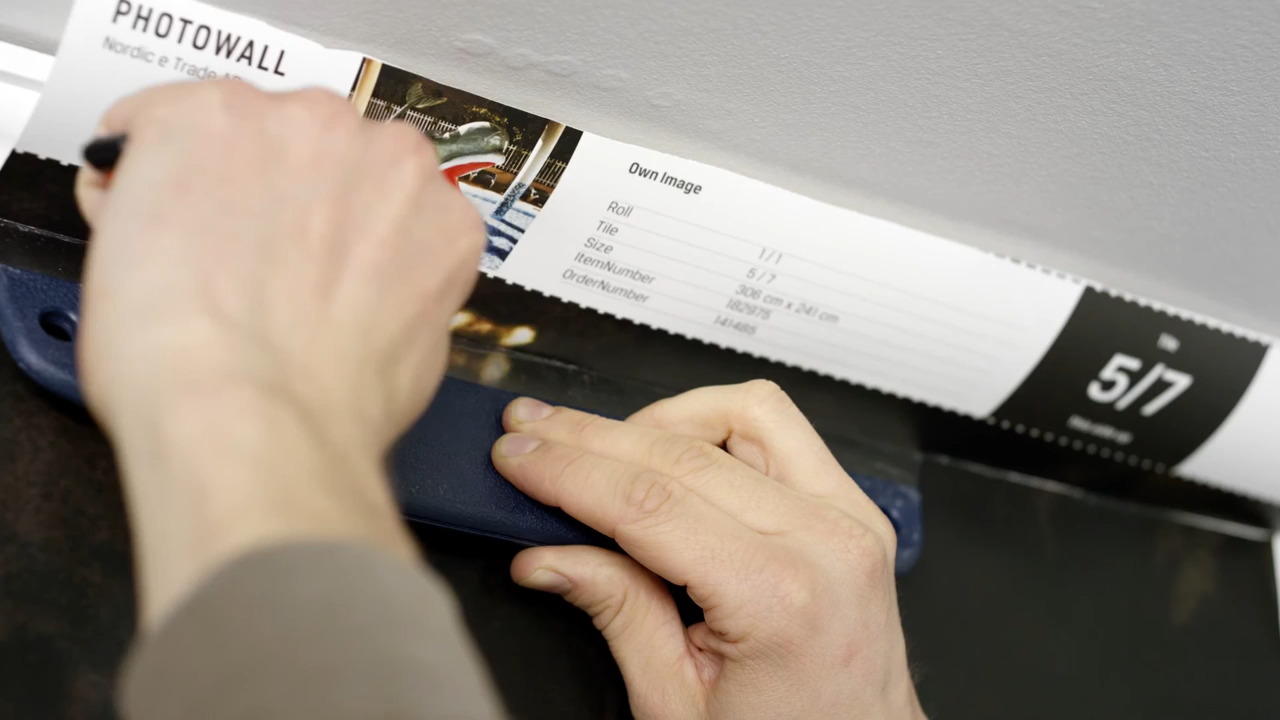 PHOTOWALL
Nordic e Trade
Own Image
Roll 1/1
Tile 5/7
Size 306 cm x 241 cm
ItemNumber 182975
OrderNumber 141485
Tile
5/7